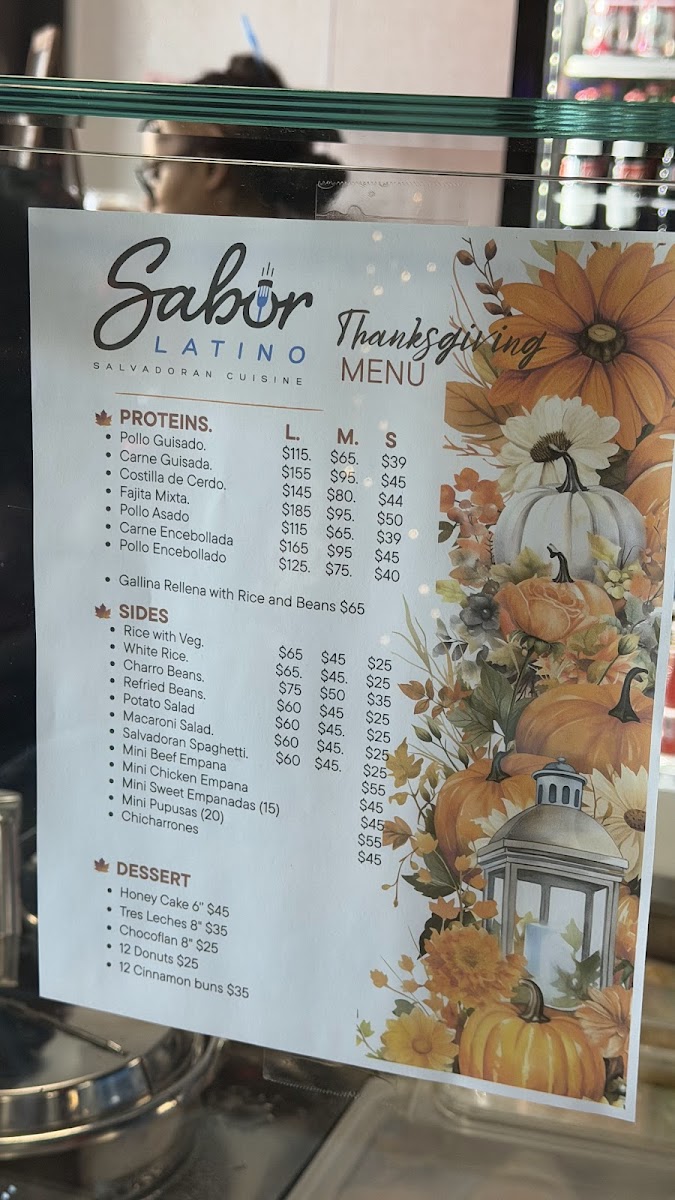 Sabor
LATINO
SALVADORAN CUISINE
Thanksgiving
MENU
PROTEINS. L. M. S
• Pollo Guisado. $115. $65. $39
• Carne Guisada. $155 $95. $45
• Costilla de Cerdo. $145 $80. $44
• Fajita Mixta. $185 $95. $50
• Pollo Asado $115 $65. $39
• Carne Encebollada $165 $95 $45
• Pollo Encebollado $125. $75. $40
• Gallina Rellena with Rice and Beans $65
SIDES
• Rice with Veg. $65 $45 $25
• White Rice. $65. $45. $25
• Charro Beans. $75 $50 $35
• Refried Beans. $60 $45 $25
• Potato Salad $60 $45. $25
• Macaroni Salad. $60 $45. $25
• Salvadoran Spaghetti. $60 $45. $25
• Mini Beef Empana $55
• Mini Chicken Empana $45
• Mini Sweet Empanadas (15) $45
• Mini Pupusas (20) $55
• Chicharrones $45
DESSERT
• Honey Cake 6" $45
• Tres Leches 8" $35
• Chocoflan 8" $25
• 12 Donuts $25
• 12 Cinnamon buns $35